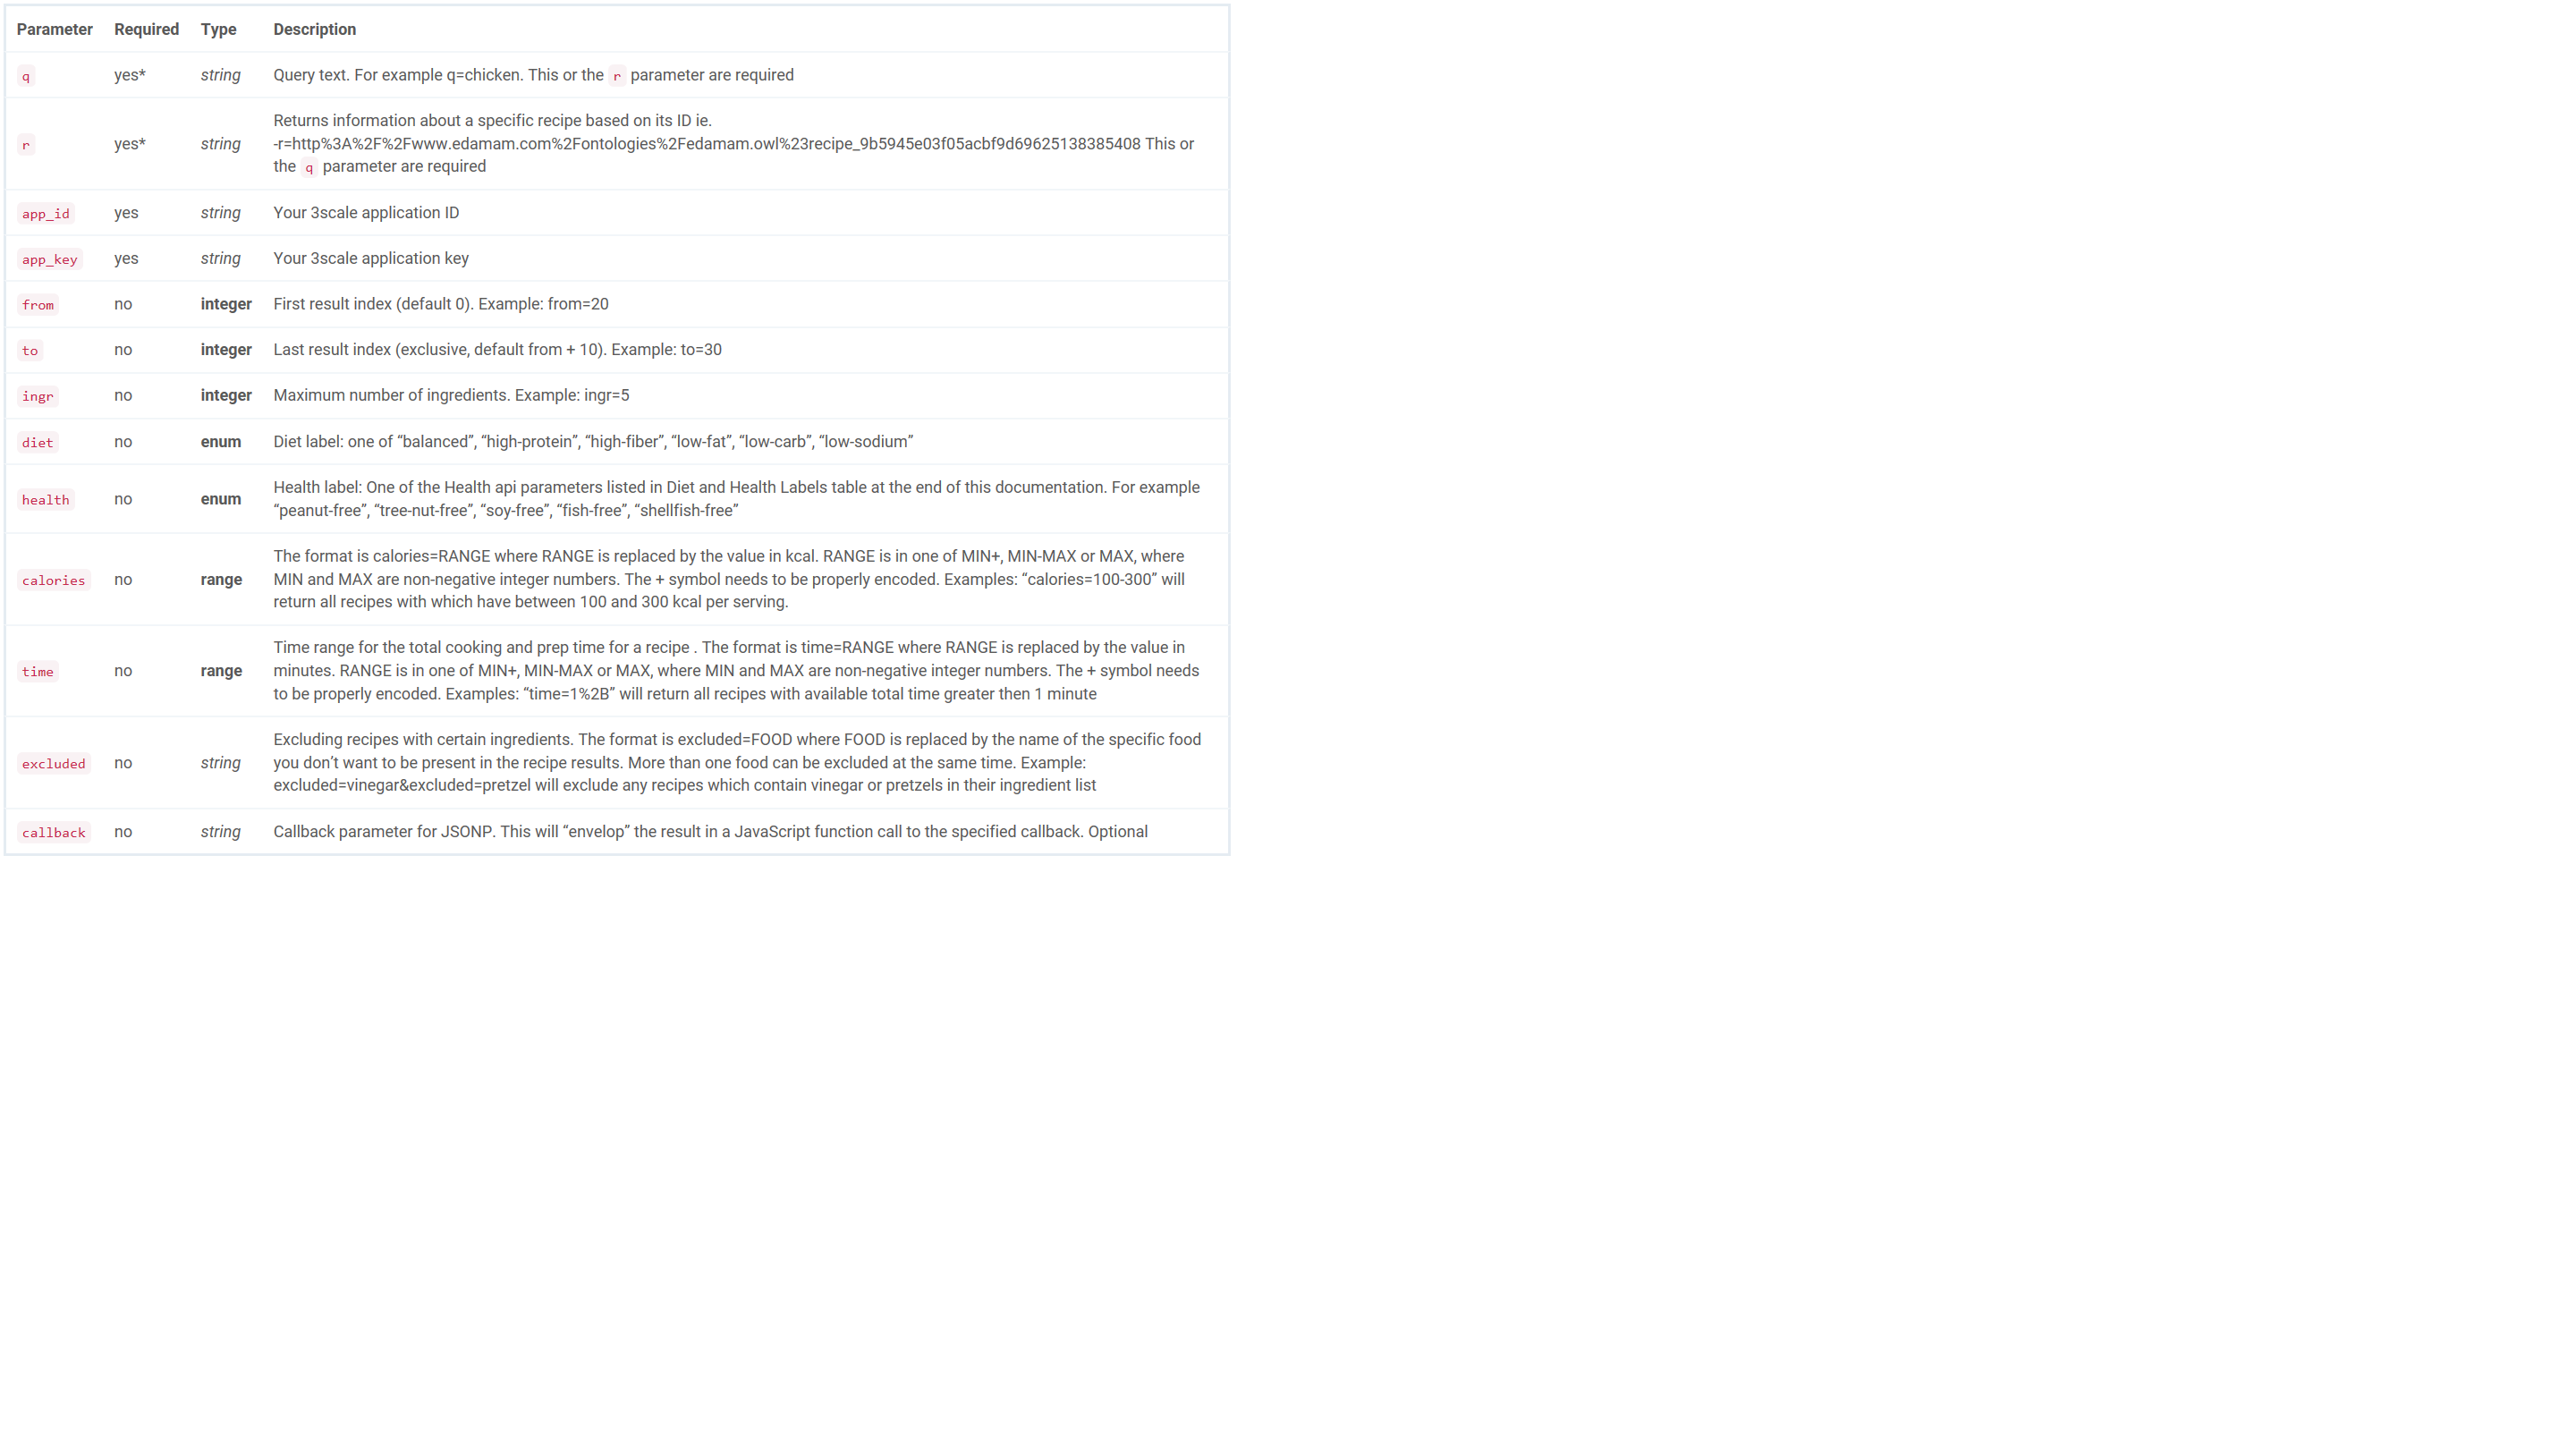 Parameter Required Type Description
q yes* string Query text. For example q=chicken. This or the r parameter are required
r yes* string Returns information about a specific recipe based on its ID ie.
-r=http%3A%2F%2Fwww.edamam.com%2Fontologies%2Fedamam.owl%23recipe_9b5945e03f05acbf9d69625138385408 This or
the q parameter are required
app_id yes string Your 3scale application ID
app_key yes string Your 3scale application key
from no integer First result index (default 0). Example: from=20
to no integer Last result index (exclusive, default from + 10). Example: to=30
ingr no integer Maximum number of ingredients. Example: ingr=5
diet no enum Diet label: one of “balanced”, “high-protein”, “high-fiber”, “low-fat”, “low-carb”, “low-sodium”
health no enum Health label: One of the Health api parameters listed in Diet and Health Labels table at the end of this documentation. For example
“peanut-free”, “tree-nut-free”, “soy-free”, “fish-free”, “shellfish-free”
calories no range The format is calories=RANGE where RANGE is replaced by the value in kcal. RANGE is in one of MIN+, MIN-MAX or MAX, where
MIN and MAX are non-negative integer numbers. The + symbol needs to be properly encoded. Examples: “calories=100-300” will
return all recipes with which have between 100 and 300 kcal per serving.
time no range Time range for the total cooking and prep time for a recipe . The format is time=RANGE where RANGE is replaced by the value in
minutes. RANGE is in one of MIN+, MIN-MAX or MAX, where MIN and MAX are non-negative integer numbers. The + symbol needs
to be properly encoded. Examples: “time=1%2B” will return all recipes with available total time greater then 1 minute
excluded no string Excluding recipes with certain ingredients. The format is excluded=FOOD where FOOD is replaced by the name of the specific food
you don’t want to be present in the recipe results. More than one food can be excluded at the same time. Example:
excluded=vinegar&excluded=pretzel will exclude any recipes which contain vinegar or pretzels in their ingredient list
callback no string Callback parameter for JSONP. This will “envelop” the result in a JavaScript function call to the specified callback. Optional